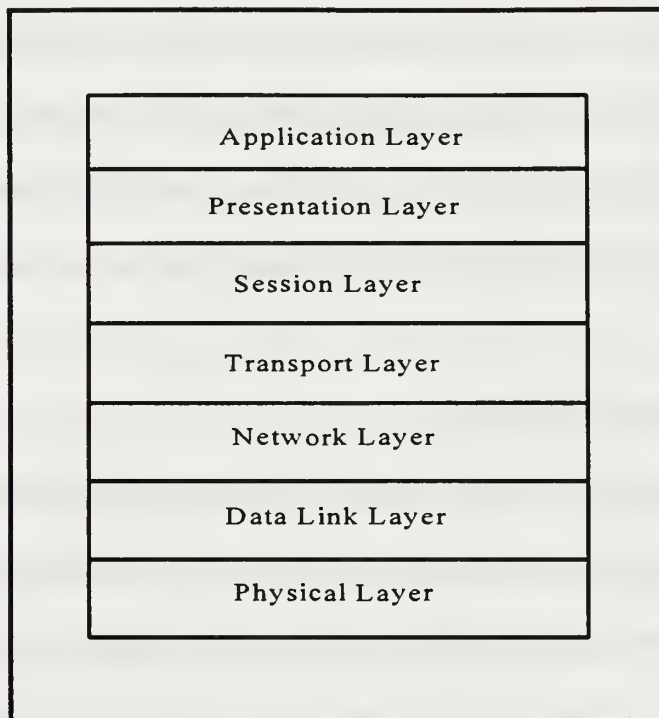 Application Layer
Presentation Layer
Session Layer
Transport Layer
Network Layer
Data Link Layer
Physical Layer